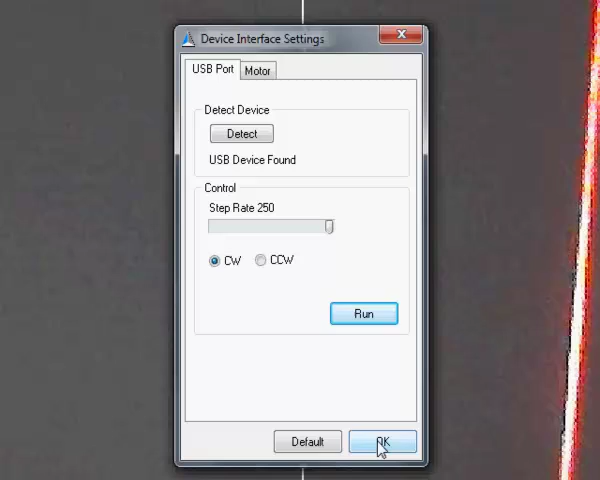 Device Interface Settings
USB Port Motor
Detect Device
Detect
USB Device Found
Control
Step Rate 250
CW CCW
Run
Default OK